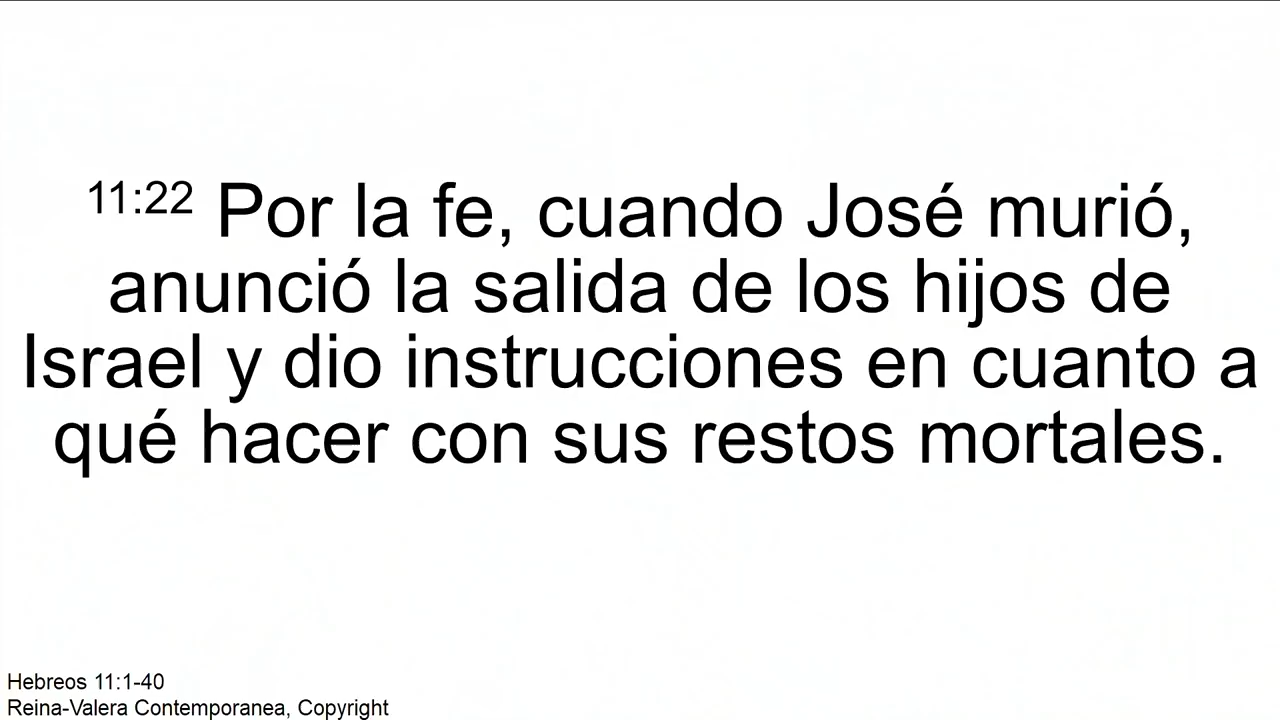 11:22 Por la fe, cuando José murió,
anunció la salida de los hijos de
Israel y dio instrucciones en cuanto a
qué hacer con sus restos mortales.
Hebreos 11:1-40
Reina-Valera Contemporanea, Copyright